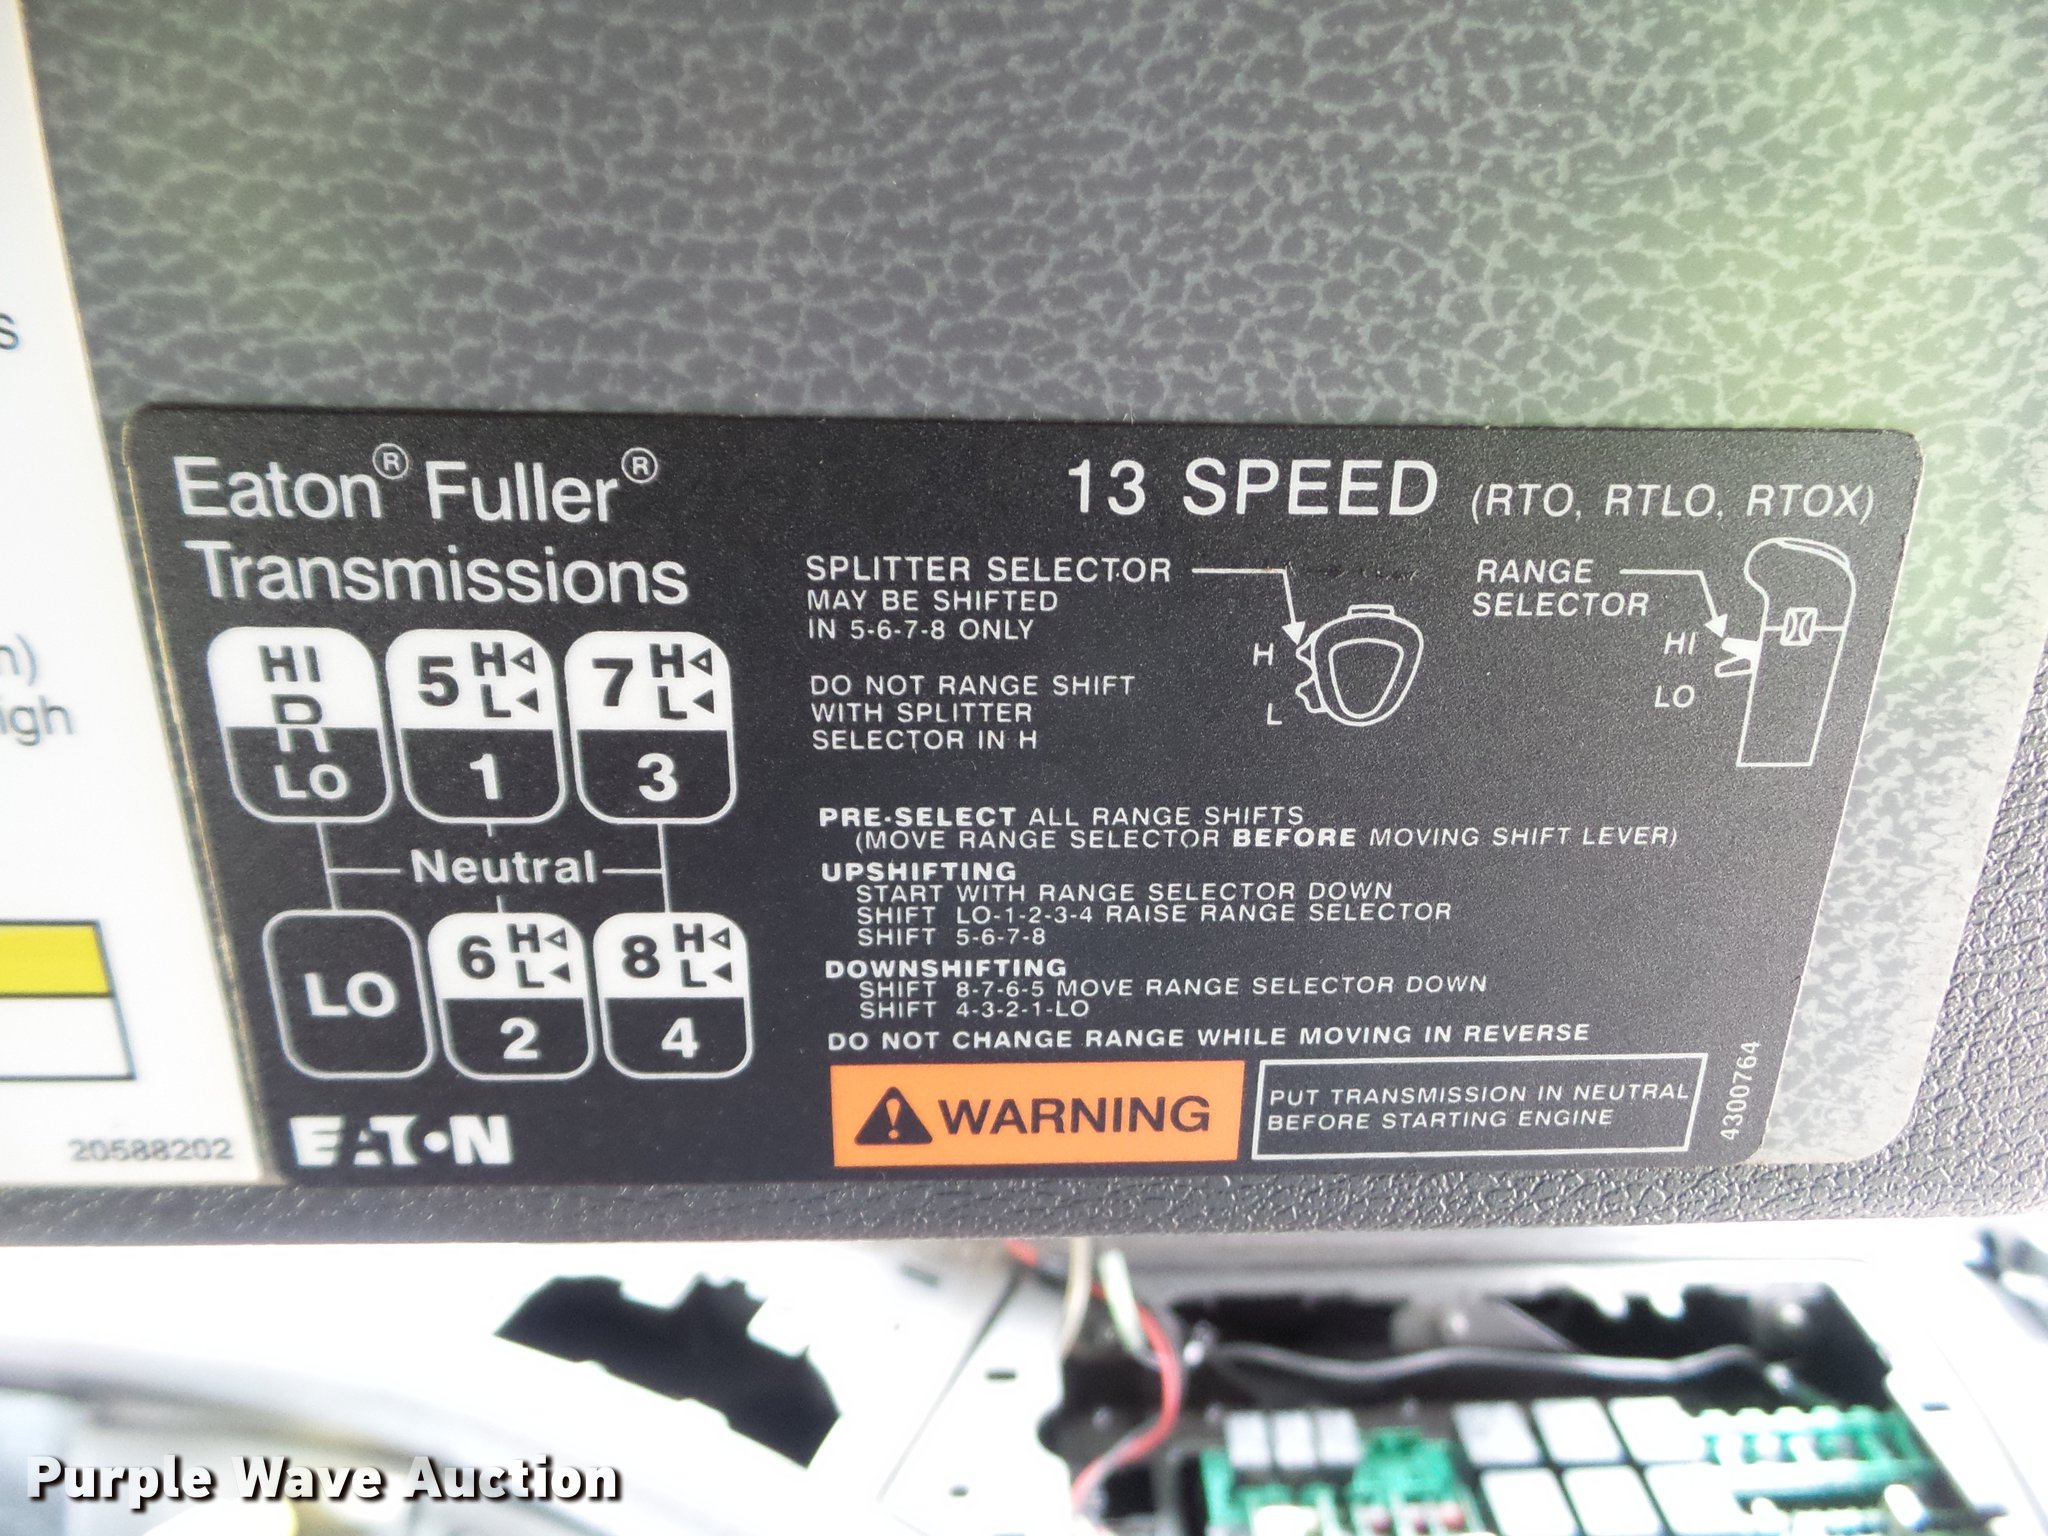 Eaton® Fuller®
Transmissions
13 SPEED (RTO, RTLO, RTOX)
HI
R
LO
5 H L
1
7 H L
3
Neutral
LO
6 H L
2
8 H L
4
EATON
SPLITTER SELECTOR
MAY BE SHIFTED
IN 5-6-7-8 ONLY
DO NOT RANGE SHIFT
WITH SPLITTER
SELECTOR IN H
H
L
RANGE
SELECTOR
HI
LO
PRE-SELECT ALL RANGE SHIFTS
(MOVE RANGE SELECTOR BEFORE MOVING SHIFT LEVER)
UPSHIFTING
START WITH RANGE SELECTOR DOWN
SHIFT LO-1-2-3-4 RAISE RANGE SELECTOR
SHIFT 5-6-7-8
DOWNSHIFTING
SHIFT 8-7-6-5 MOVE RANGE SELECTOR DOWN
SHIFT 4-3-2-1-LO
DO NOT CHANGE RANGE WHILE MOVING IN REVERSE
WARNING
PUT TRANSMISSION IN NEUTRAL
BEFORE STARTING ENGINE
4300764
20588202
Purple Wave Auction